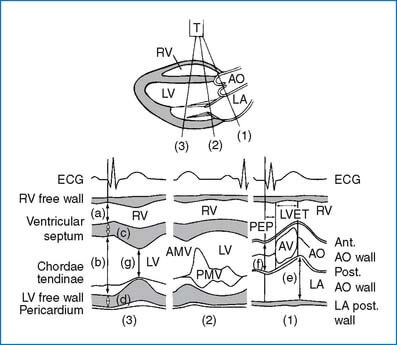 T
RV
AO
LV
LA
(1)
(3) (2)
ECG ECG
RV free wall
(a) RV RV LVET RV
Ventricular (c) PEP Ant.
septum AO wall
(b) (g) LV AMV LV AV AO
Chordae (f) Post.
tendinae PMV (e) AO wall
LA
LV free wall (d)
Pericardium LA post.
(3) (2) (1) wall